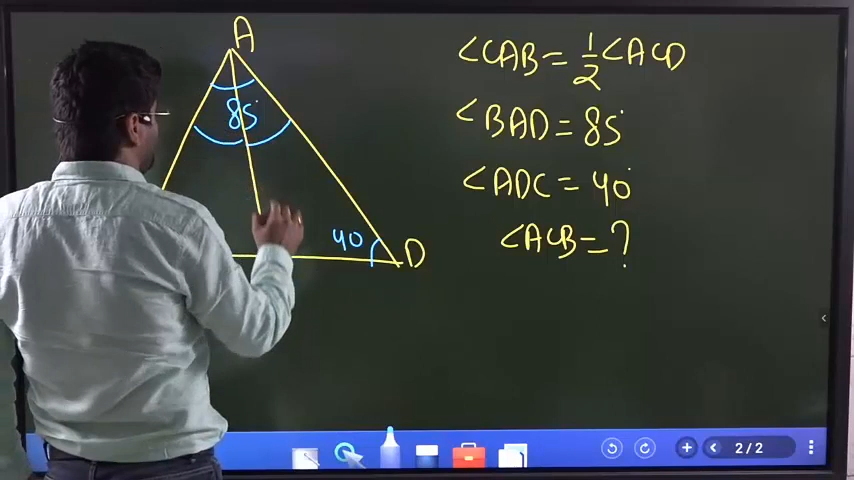 A
85°
40
D
∠CAB = 1/2 ∠ACD
∠BAD = 85°
∠ADC = 40°
∠ACB = ?
2/2